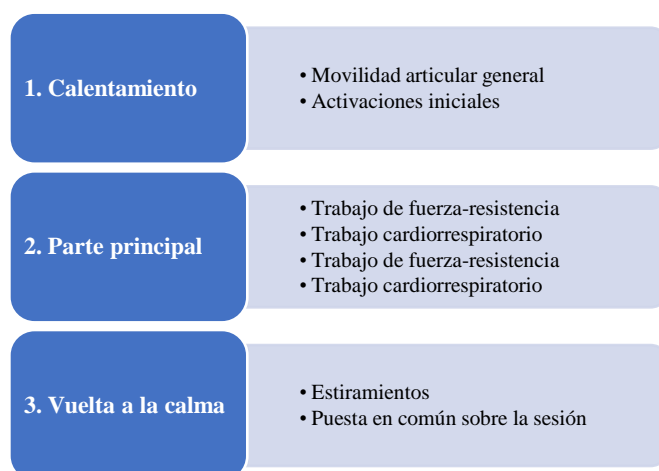 1. Calentamiento
• Movilidad articular general
• Activaciones iniciales
2. Parte principal
• Trabajo de fuerza-resistencia
• Trabajo cardiorrespiratorio
• Trabajo de fuerza-resistencia
• Trabajo cardiorrespiratorio
3. Vuelta a la calma
• Estiramientos
• Puesta en común sobre la sesión